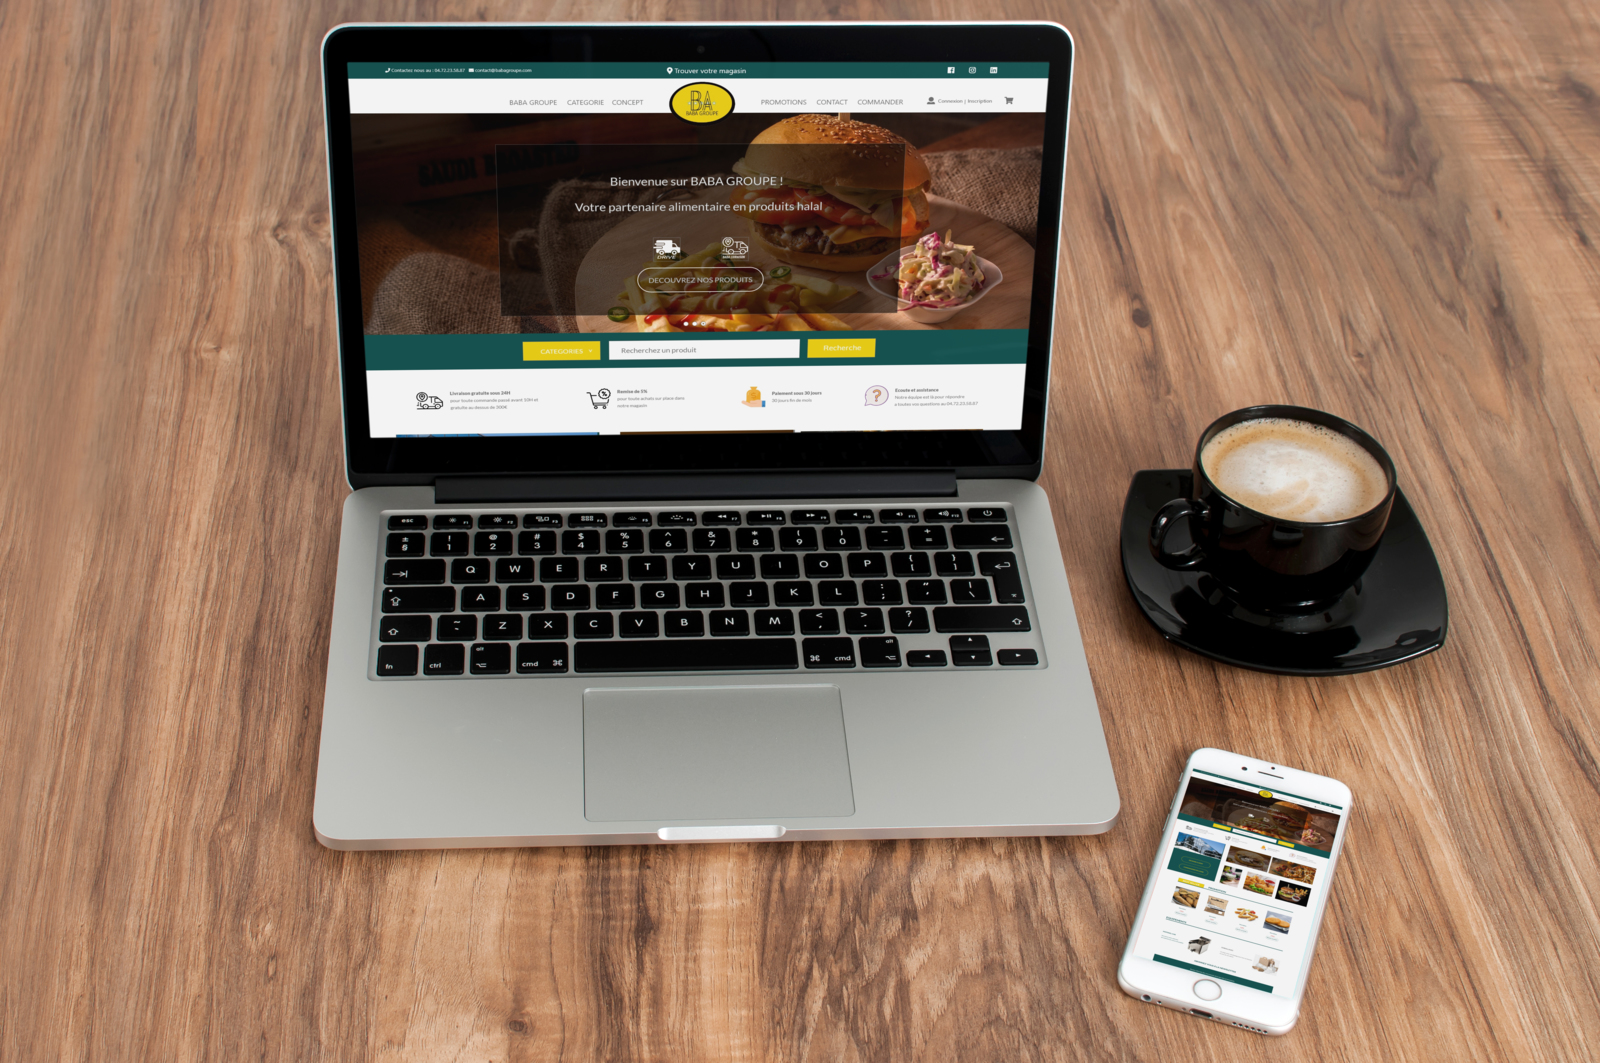 Contactez nous au : 04.72.23.58.87 contact@babagroupe.com
Trouver votre magasin
BABA GROUPE CATEGORIE CONCEPT
BA
BABA GROUPE
PROMOTIONS CONTACT COMMANDER
Connexion | Inscription
Bienvenue sur BABA GROUPE !
Votre partenaire alimentaire en produits halal
DRIVE
DECOUVREZ NOS PRODUITS
CATEGORIES
Recherchez un produit
Recherche
Livraison gratuite sous 24H
pour toute commande passé avant 10H et
gratuite au dessus de 300€
Remise de 5%
pour toute achats sur place dans
notre magasin
Paiement sous 30 jours
30 jours fin de mois
Ecoute et assistance
Notre équipe est là pour répondre
à toutes nos questions au 04.72.23.58.87
esc F1 F2 F3 F4 F5 F6 F7 F8 F9 F10 F11 F12
± ! @ # $ % ^ & * ( ) - +
§ 1 2 3 4 5 6 7 8 9 0 - =
Q W E R T Y U I O P { }
[ ]
A S D F G H J K L : " |
; ' \
~ Z X C V B N M < > ?
` , . /
fn ctrl alt cmd ⌘ ⌘ cmd alt